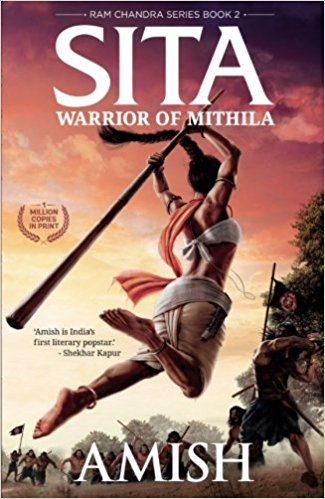 RAM CHANDRA SERIES BOOK 2
SITA
WARRIOR OF MITHILA
1
MILLION
COPIES
IN PRINT
‘Amish is India’s
first literary popstar.’
- Shekhar Kapur
AMISH